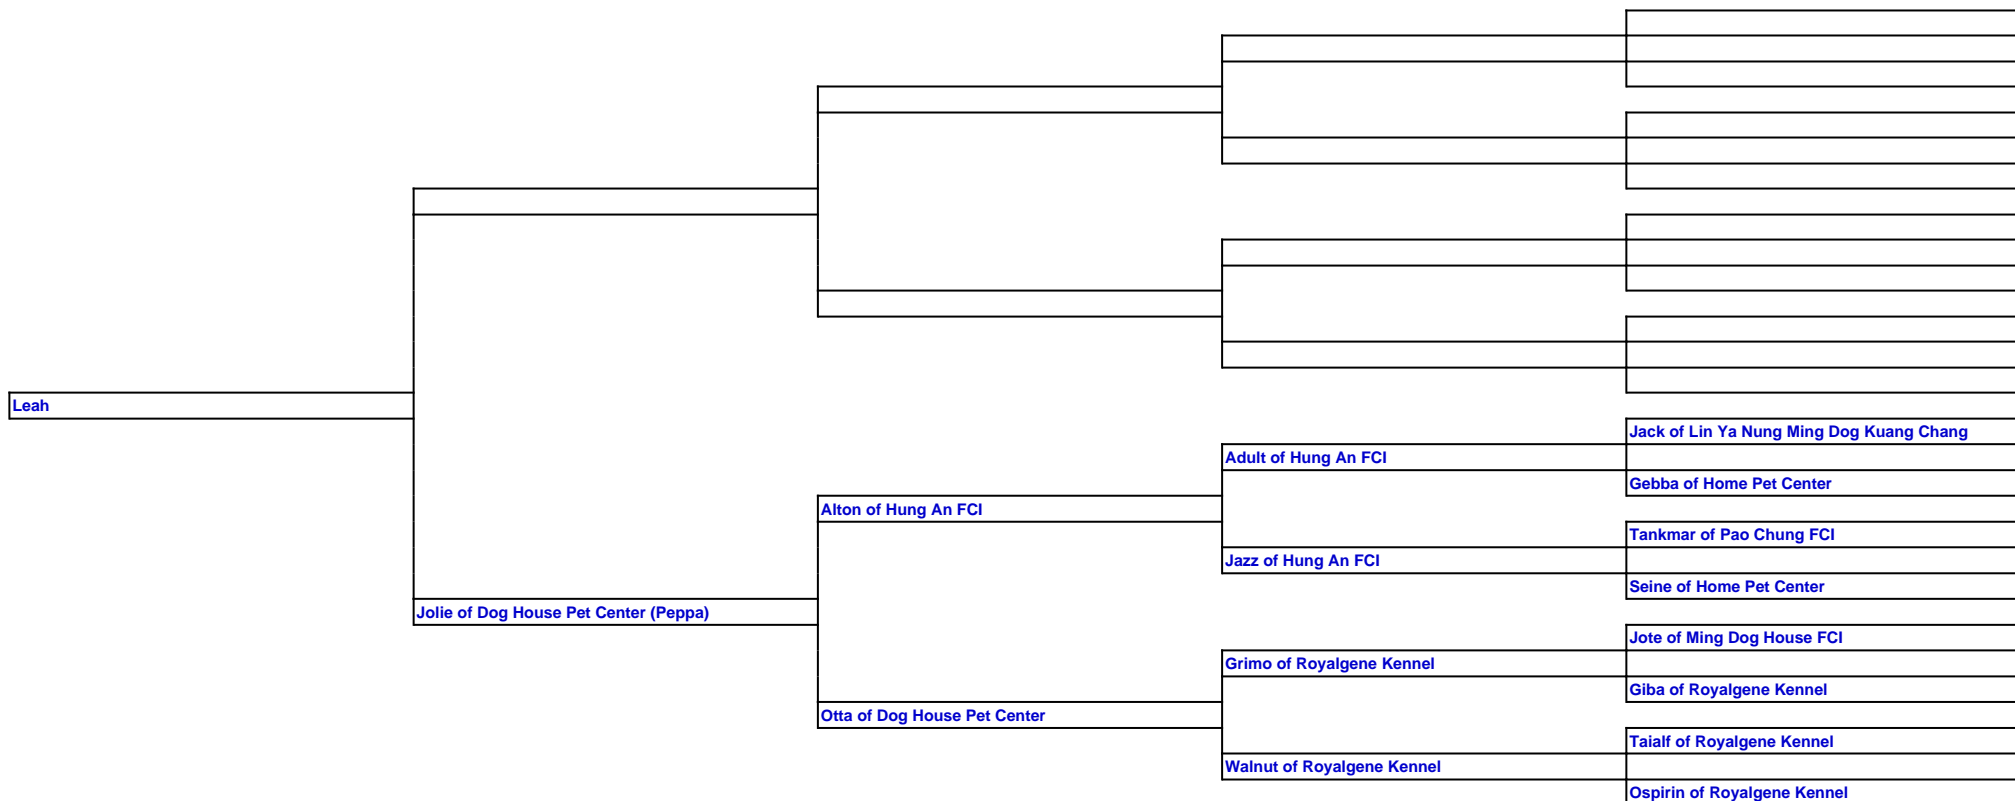 Leah
Jack of Lin Ya Nung Ming Dog Kuang Chang
Adult of Hung An FCI
Gebba of Home Pet Center
Alton of Hung An FCI
Tankmar of Pao Chung FCI
Jazz of Hung An FCI
Seine of Home Pet Center
Jolie of Dog House Pet Center (Peppa)
Jote of Ming Dog House FCI
Grimo of Royalgene Kennel
Giba of Royalgene Kennel
Otta of Dog House Pet Center
Taialf of Royalgene Kennel
Walnut of Royalgene Kennel
Ospirin of Royalgene Kennel